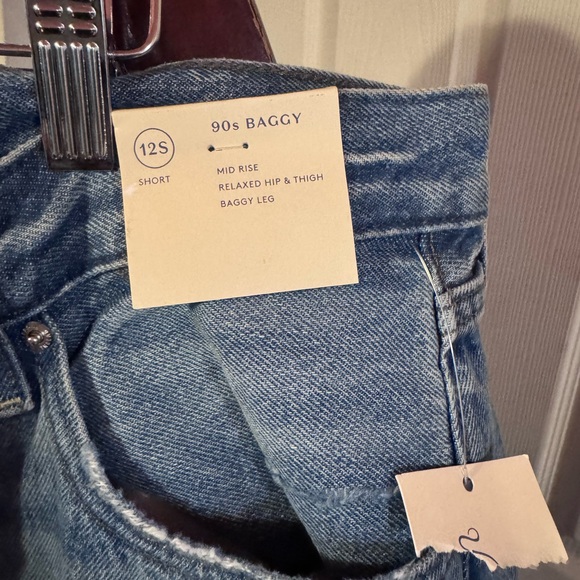 90s BAGGY
12S
SHORT
MID RISE
RELAXED HIP & THIGH
BAGGY LEG